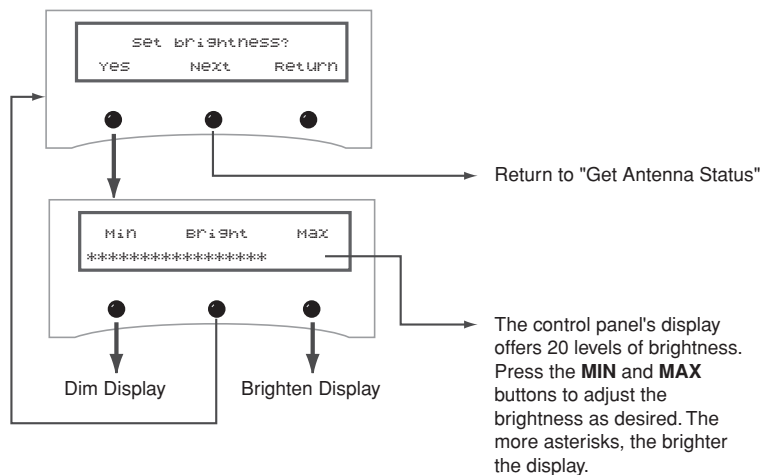 Set brightness?
Yes Next Return
Return to "Get Antenna Status"
Min Bright Max
*****************
Dim Display Brighten Display
The control panel's display
offers 20 levels of brightness.
Press the MIN and MAX
buttons to adjust the
brightness as desired. The
more asterisks, the brighter
the display.